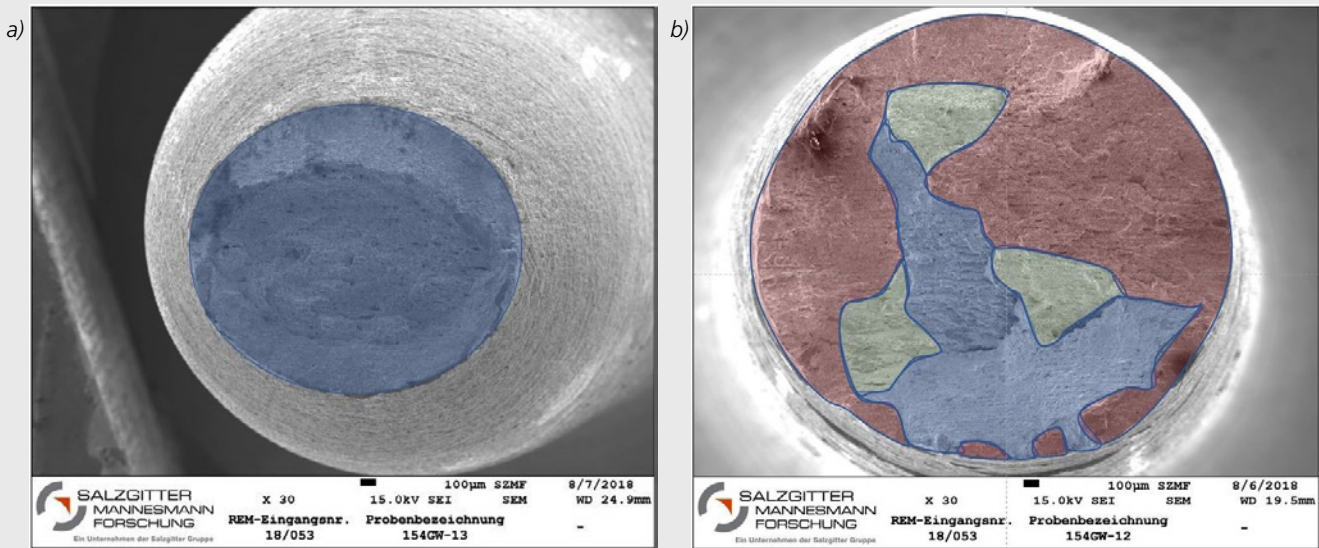 a)
b)
SALZGITTER
MANNESMANN
FORSCHUNG
Ein Unternehmen der Salzgitter Gruppe
100µm SZMF 8/7/2018
X 30 15.0kV SEI SEM WD 24.9mm
REM-Eingangsnr. Probenbezeichnung
18/053 154GW-13 -
SALZGITTER
MANNESMANN
FORSCHUNG
Ein Unternehmen der Salzgitter Gruppe
100µm SZMF 8/6/2018
X 30 15.0kV SEI SEM WD 19.5mm
REM-Eingangsnr. Probenbezeichnung
18/053 154GW-12 -